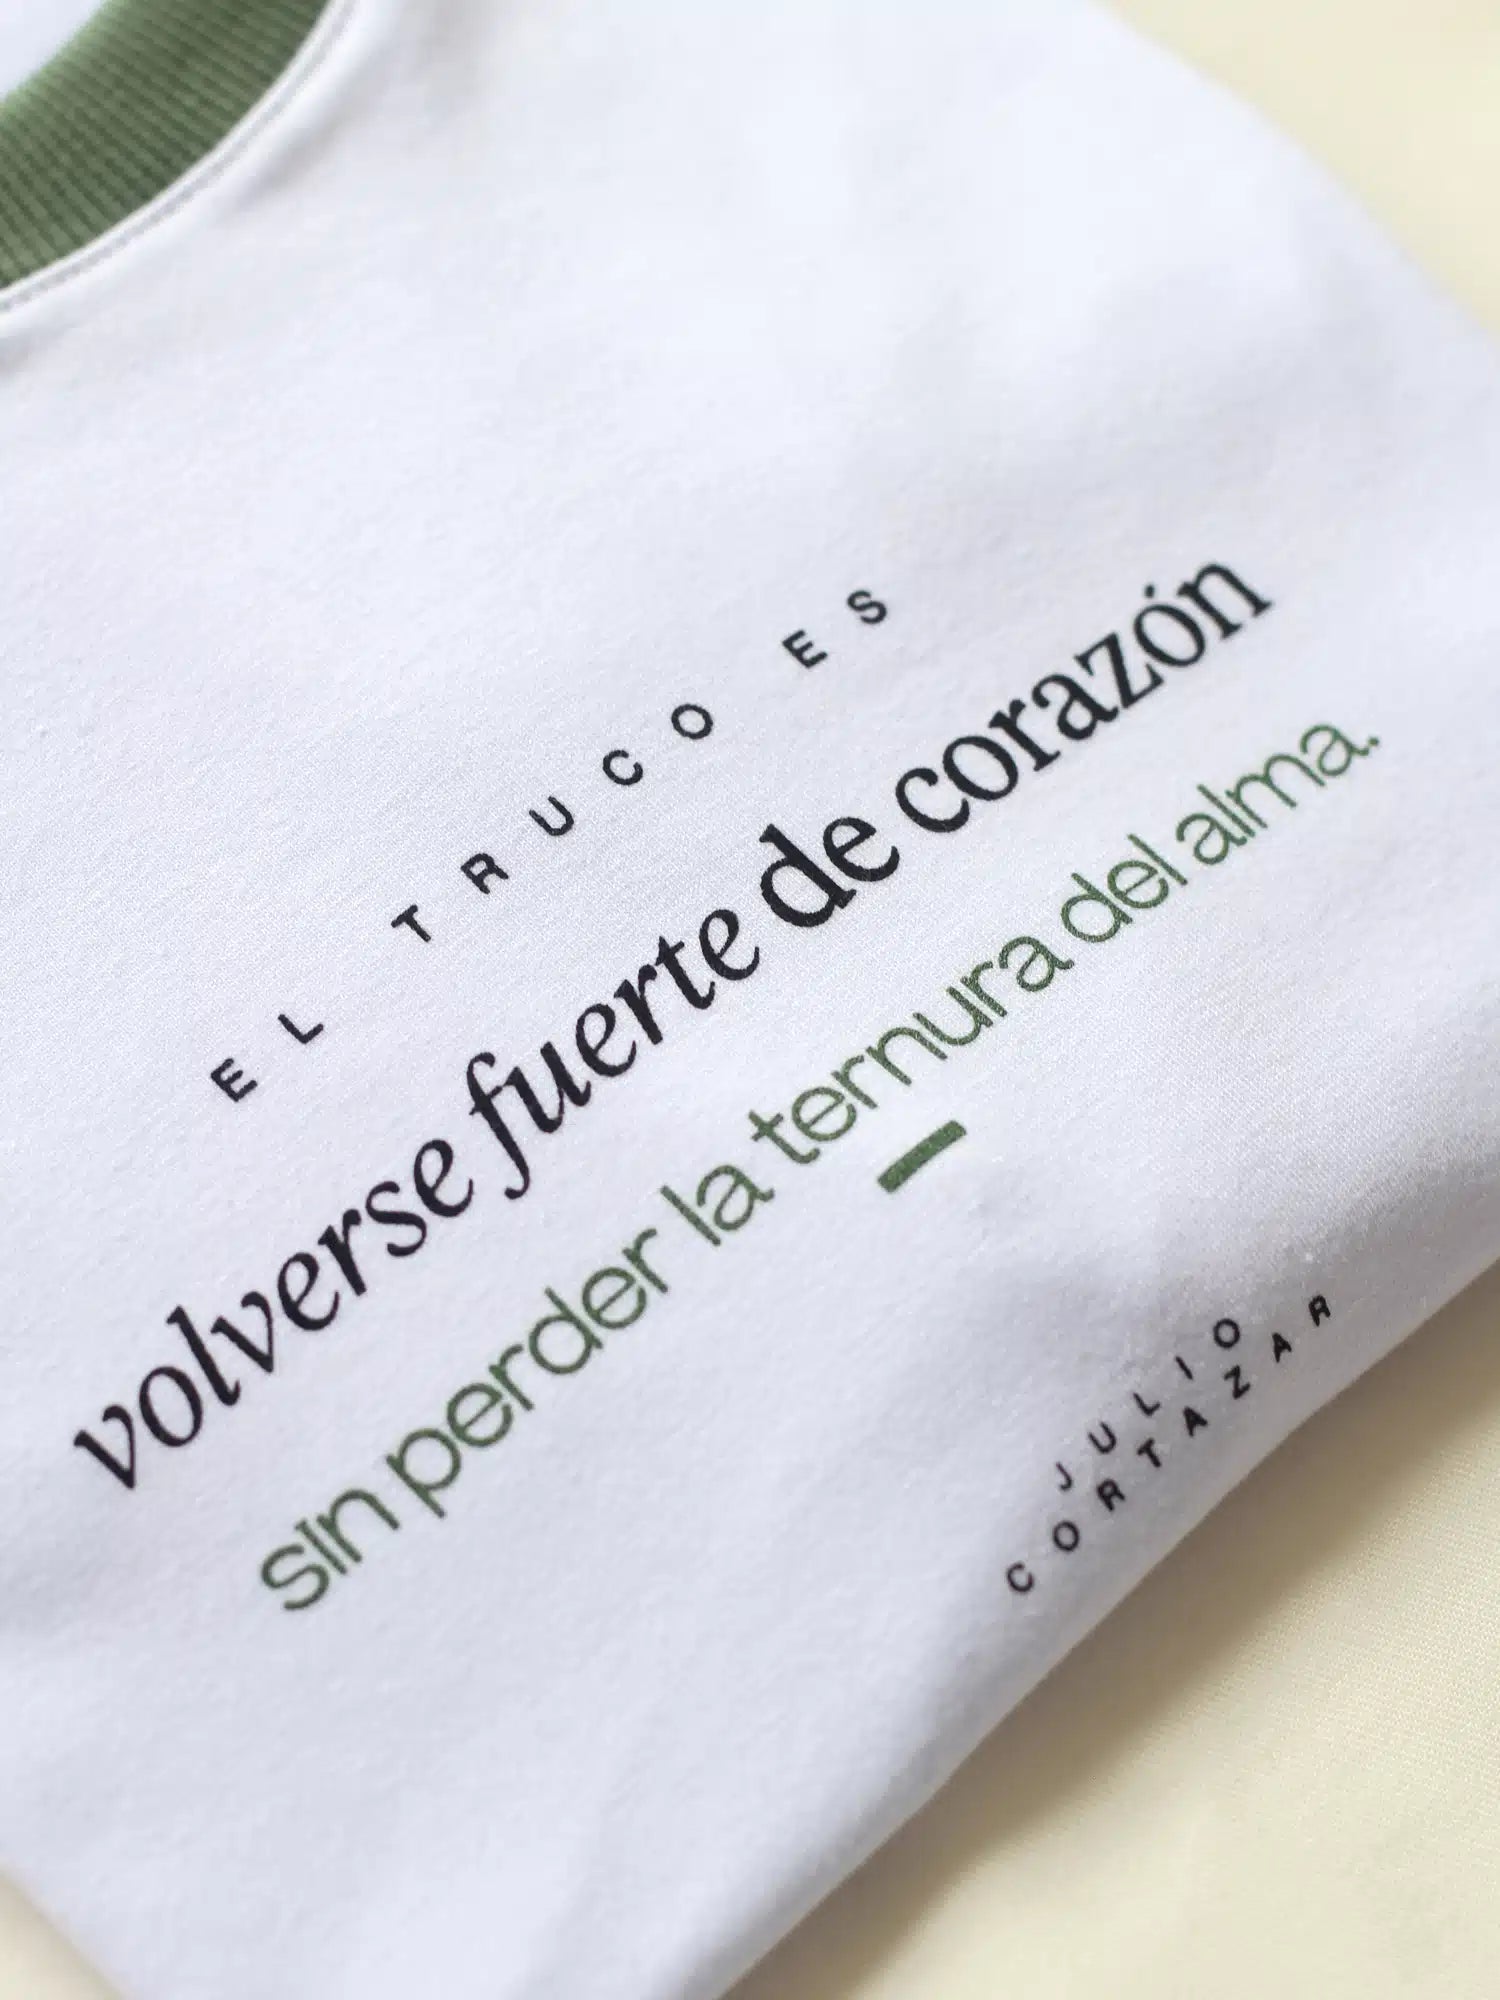 EL TRUCO ES
volverse fuerte de corazón
sin perder la ternura del alma.
JULIO
CORTAZAR